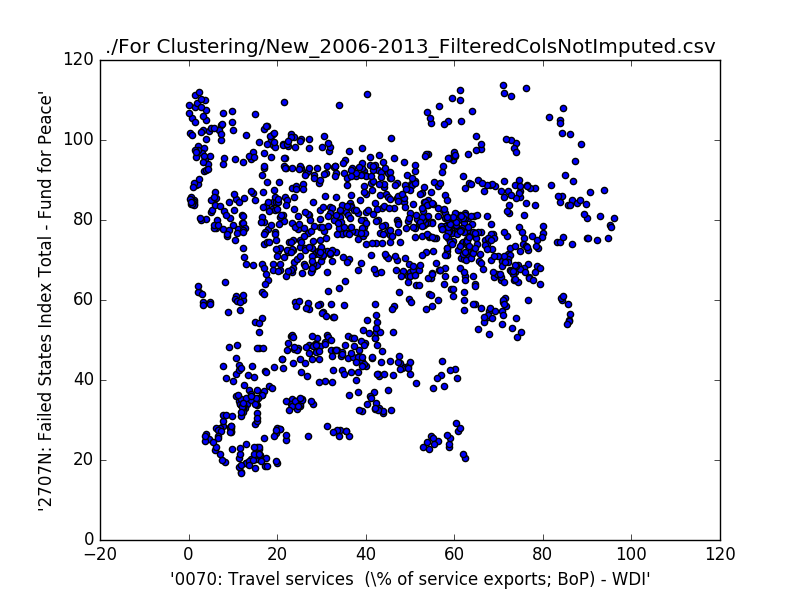 ./For Clustering/New_2006-2013_FilteredColsNotImputed.csv
120
100
80
60
40
20
0
'2707N: Failed States Index Total - Fund for Peace'
−20 0 20 40 60 80 100 120
'0070: Travel services  (\% of service exports; BoP) - WDI'